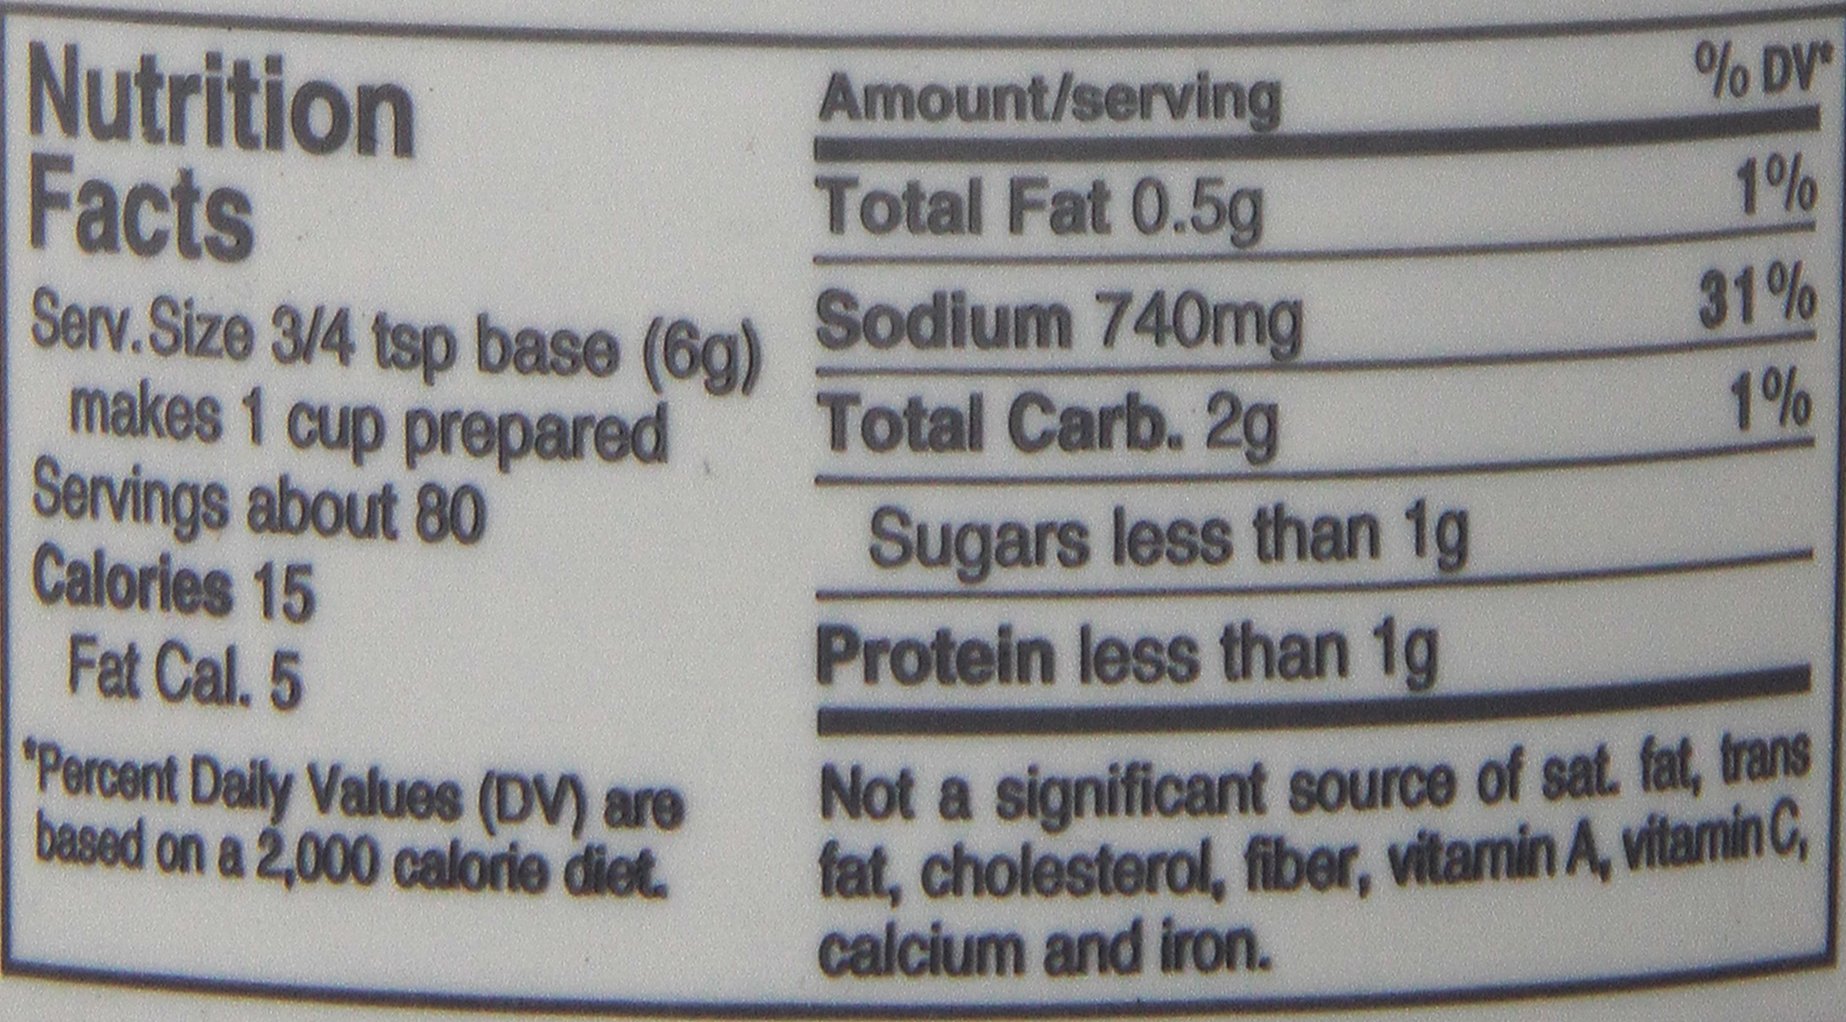 Nutrition
Facts
Serv. Size 3/4 tsp base (6g)
makes 1 cup prepared
Servings about 80
Calories 15
Fat Cal. 5
*Percent Daily Values (DV) are
based on a 2,000 calorie diet.
Amount/serving % DV*
Total Fat 0.5g 1%
Sodium 740mg 31%
Total Carb. 2g 1%
Sugars less than 1g
Protein less than 1g
Not a significant source of sat. fat, trans
fat, cholesterol, fiber, vitamin A, vitamin C,
calcium and iron.